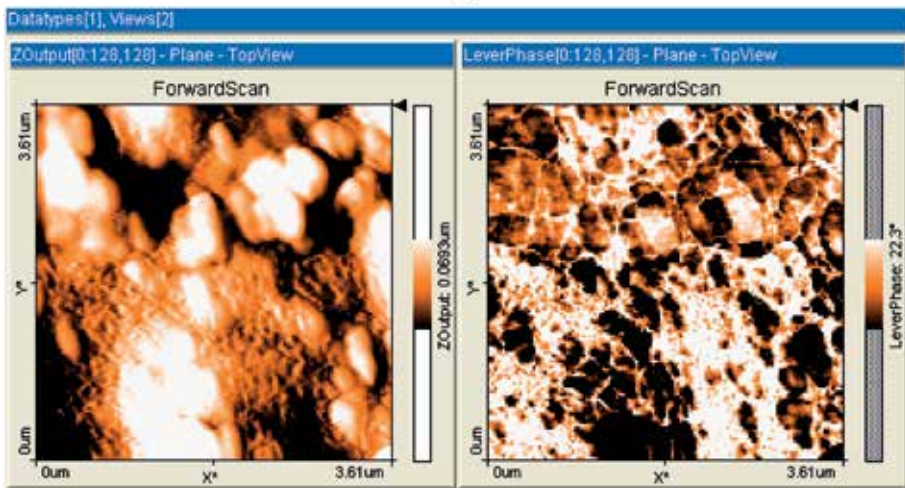 Datatypes[1], Views[2]
ZOutput[0:128,128] - Plane - TopView
ForwardScan
3.61um
Y*
0um
0um
X*
3.61um
ZOutput: 0.0693um
LeverPhase[0:128,128] - Plane - TopView
ForwardScan
3.61um
Y*
0um
0um
X*
3.61um
LeverPhase: 22.3°